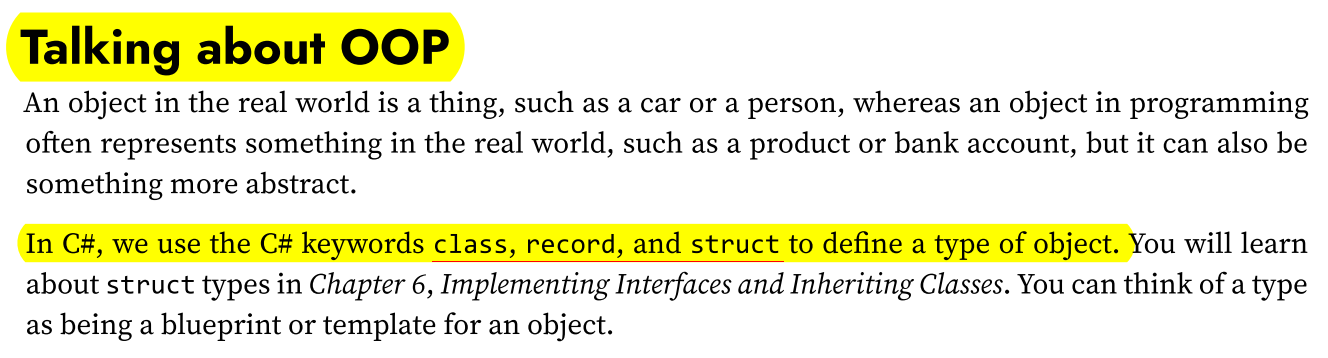 Talking about OOP
An object in the real world is a thing, such as a car or a person, whereas an object in programming
often represents something in the real world, such as a product or bank account, but it can also be
something more abstract.
In C#, we use the C# keywords class, record, and struct to define a type of object. You will learn
about struct types in Chapter 6, Implementing Interfaces and Inheriting Classes. You can think of a type
as being a blueprint or template for an object.